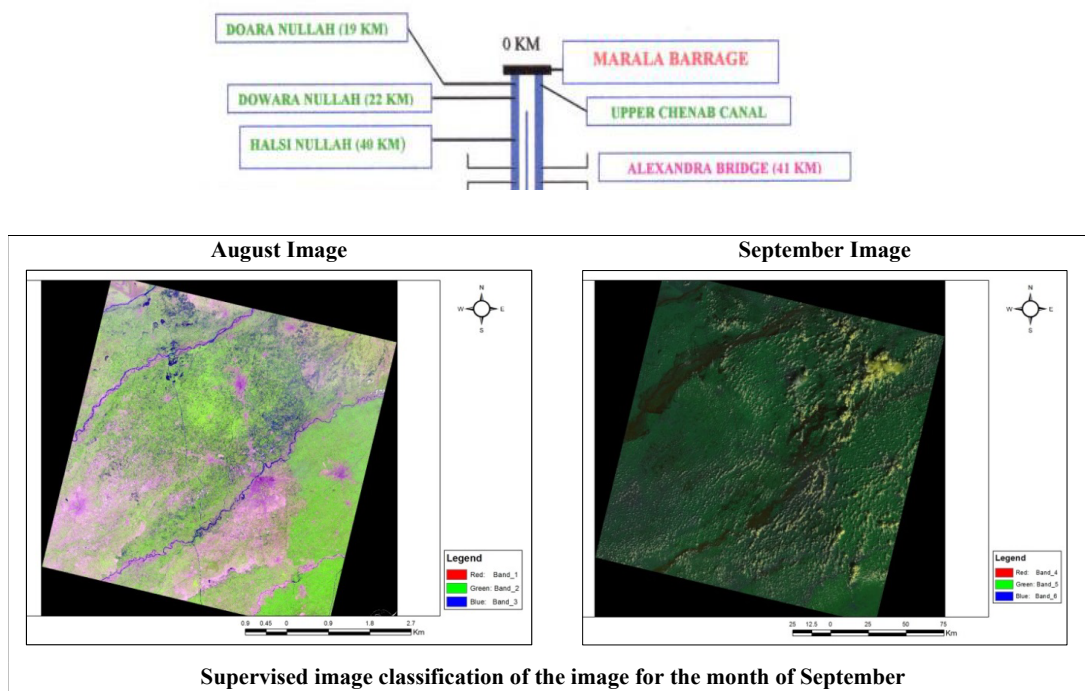 DOARA NULLAH (19 KM)
0 KM
MARALA BARRAGE
DOWARA NULLAH (22 KM)
UPPER CHENAB CANAL
HALSI NULLAH (40 KM)
ALEXANDRA BRIDGE (41 KM)
August Image
N
W E
S
Legend
Red: Band_1
Green: Band_2
Blue: Band_3
0.9 0.45 0 0.9 1.8 2.7
Km
September Image
N
W E
S
Legend
Red: Band_4
Green: Band_5
Blue: Band_6
25 12.5 0 25 50 75
Km
Supervised image classification of the image for the month of September